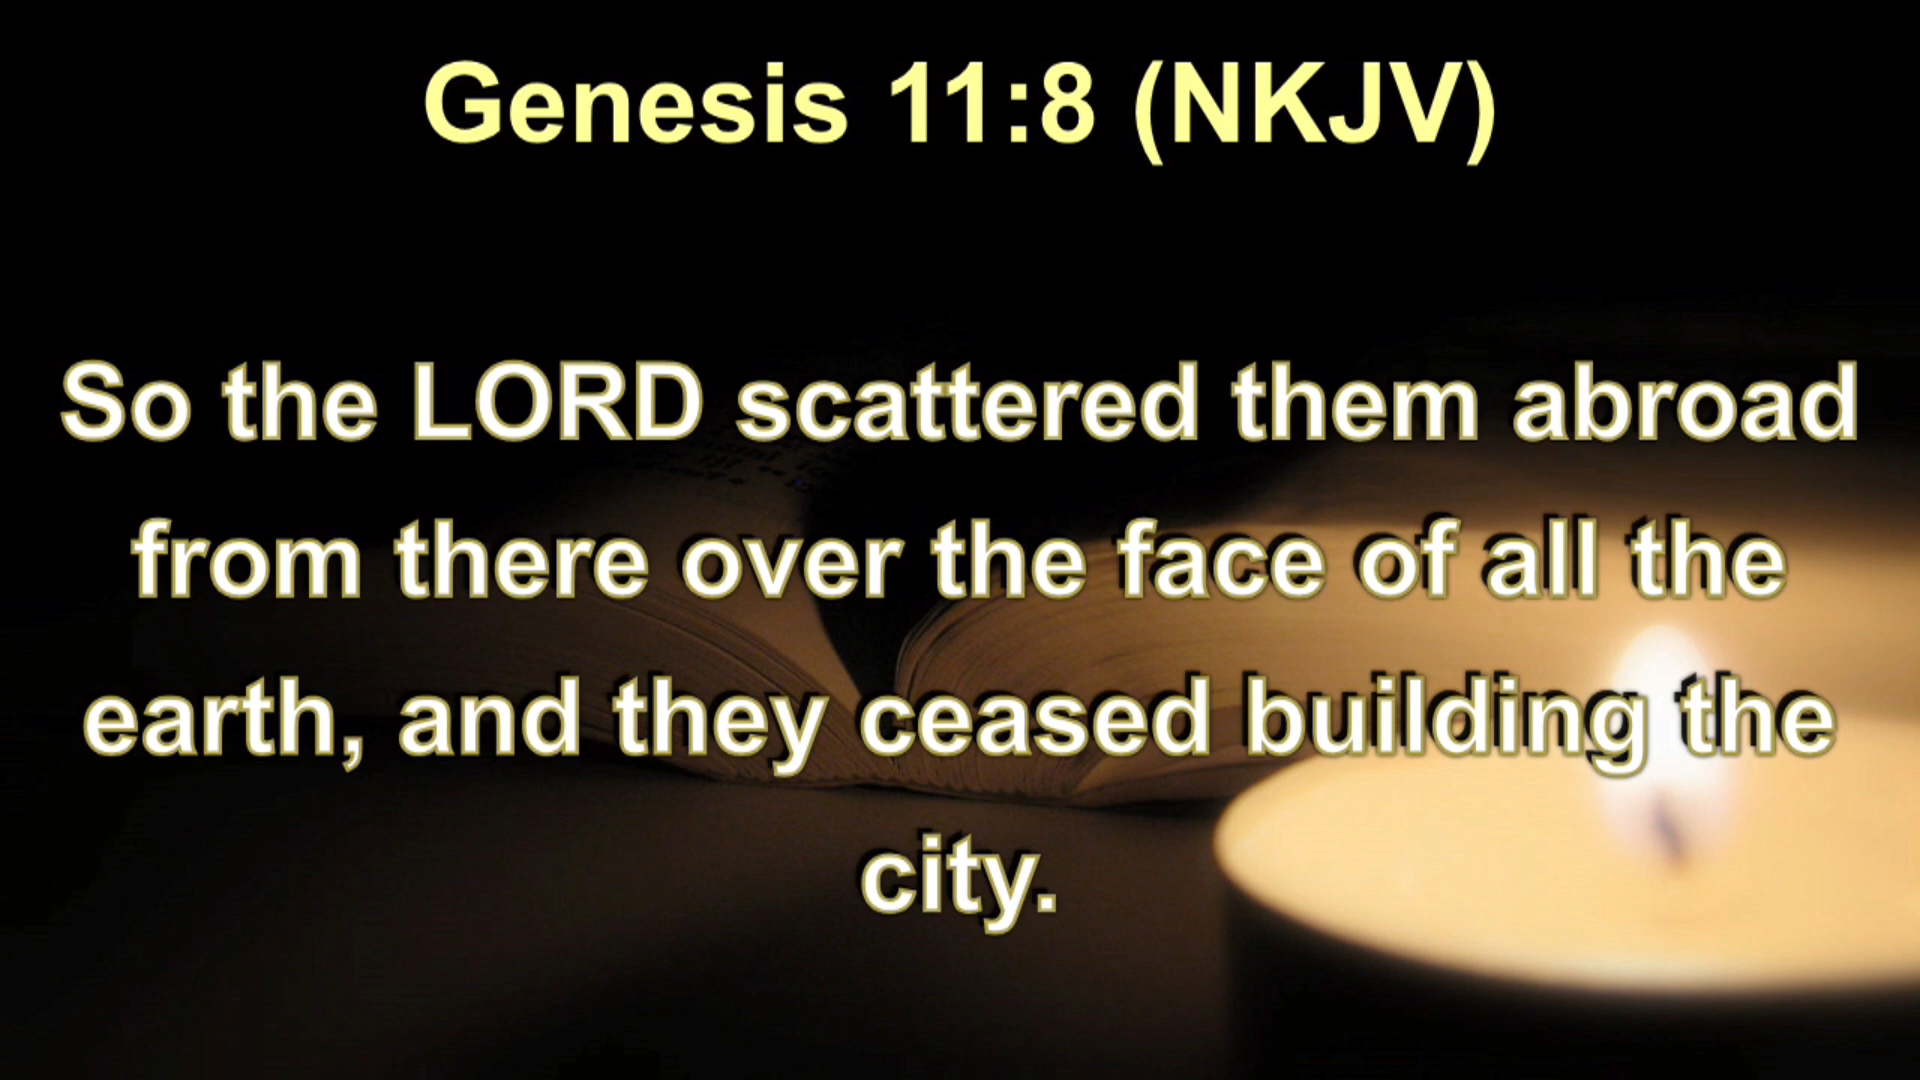 Genesis 11:8 (NKJV)
So the LORD scattered them abroad
from there over the face of all the
earth, and they ceased building the
city.